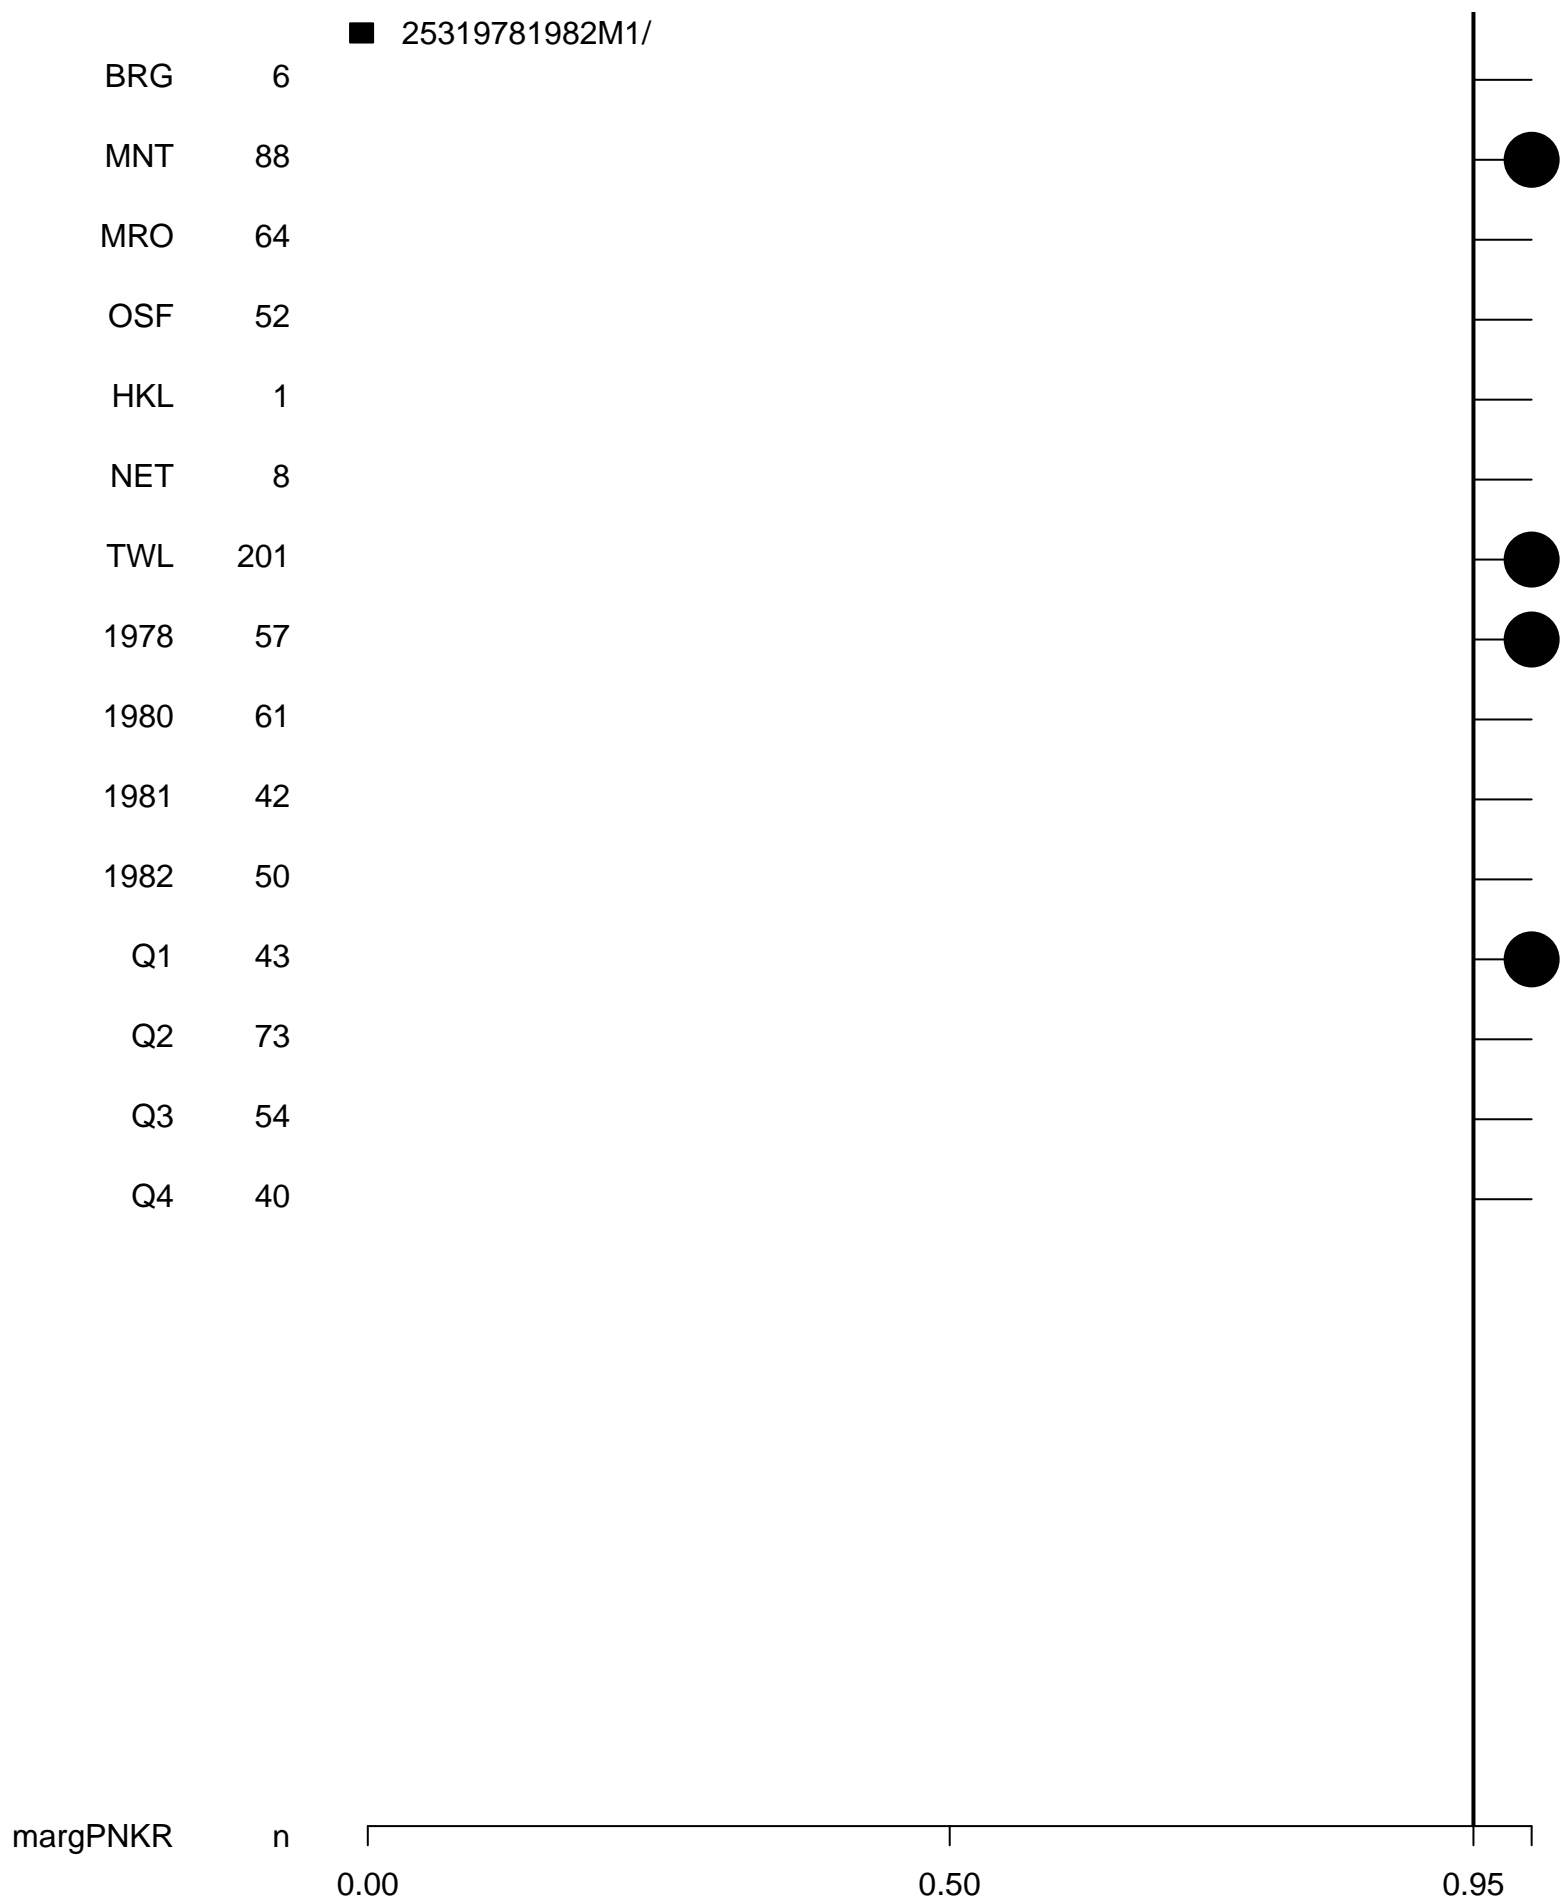 25319781982M1/
BRG 6
MNT 88
MRO 64
OSF 52
HKL 1
NET 8
TWL 201
1978 57
1980 61
1981 42
1982 50
Q1 43
Q2 73
Q3 54
Q4 40
margPNKR n
0.00 0.50 0.95